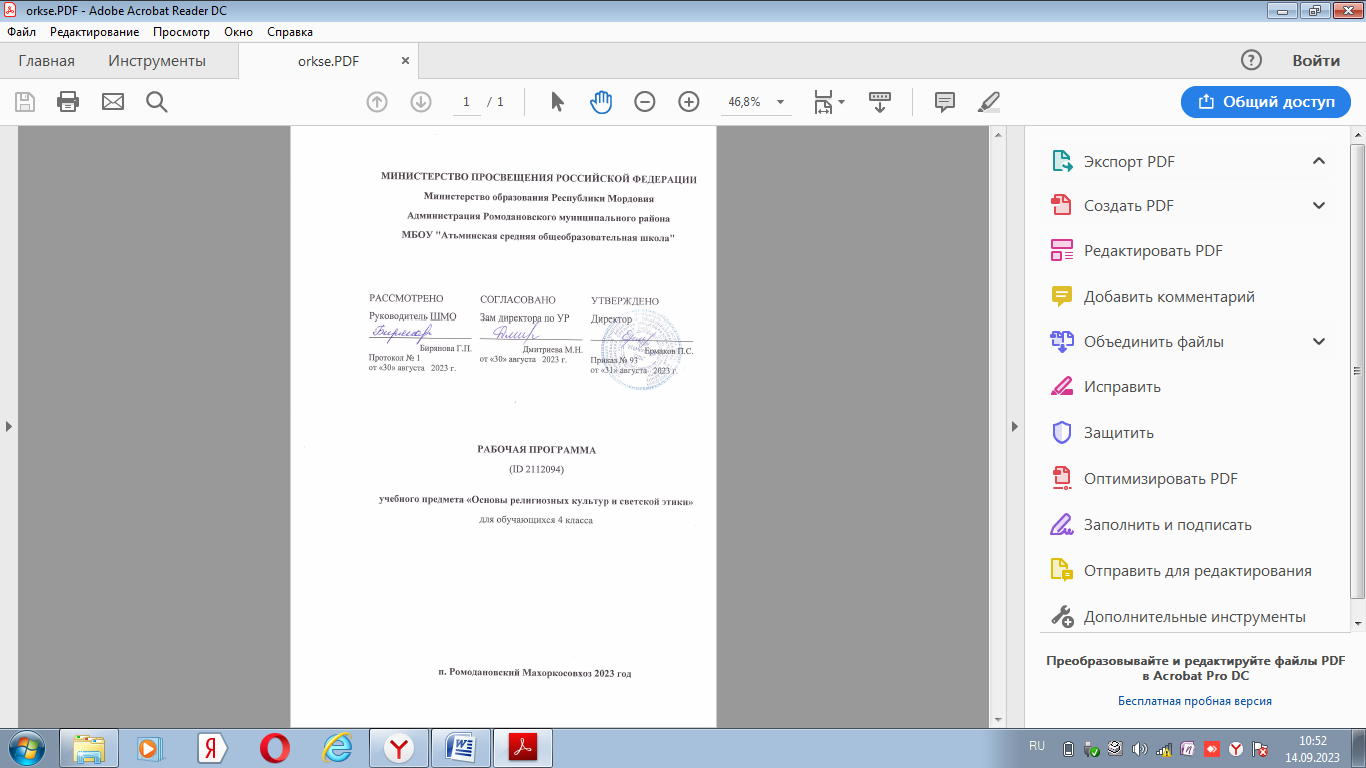 orkse.PDF - Adobe Acrobat Reader DC
Файл Редактирование Просмотр Окно Справка
Главная Инструменты orkse.PDF × ? Войти
1 / 1 46,8% Общий доступ
МИНИСТЕРСТВО ПРОСВЕЩЕНИЯ РОССИЙСКОЙ ФЕДЕРАЦИИ
Министерство образования Республики Мордовия
Администрация Ромодановского муниципального района
МБОУ "Атьминская средняя общеобразовательная школа"
РАССМОТРЕНО
Руководитель ШМО
Бирянова Г.П.
Протокол № 1
от «30» августа 2023 г.
СОГЛАСОВАНО
Зам директора по УР
Дмитриева М.Н.
от «30» августа 2023 г.
УТВЕРЖДЕНО
Директор
Ермаков П.С.
Приказ № 93
от «31» августа 2023 г.
РАБОЧАЯ ПРОГРАММА
(ID 2112094)
учебного предмета «Основы религиозных культур и светской этики»
для обучающихся 4 класса
п. Ромодановский Махоркосовхоз 2023 год
Экспорт PDF
Создать PDF
Редактировать PDF
Добавить комментарий
Объединить файлы
Исправить
Защитить
Оптимизировать PDF
Заполнить и подписать
Отправить для редактирования
Дополнительные инструменты
Преобразовывайте и редактируйте файлы PDF
в Acrobat Pro DC
Бесплатная пробная версия
RU
10:52
14.09.2023